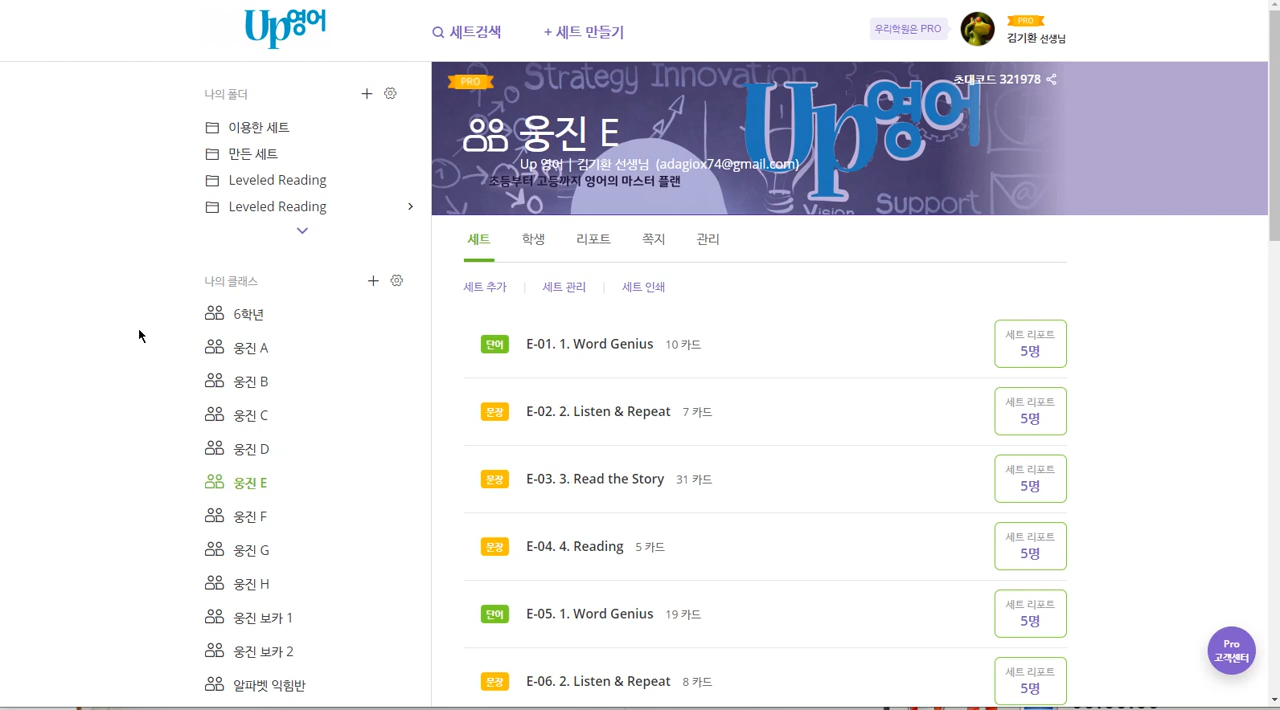 Up영어
세트검색
+ 세트 만들기
우리학원은 PRO
PRO
김기환 선생님
나의 폴더
이용한 세트
만든 세트
Leveled Reading
Leveled Reading
나의 클래스
6학년
웅진 A
웅진 B
웅진 C
웅진 D
웅진 E
웅진 F
웅진 G
웅진 H
웅진 보카 1
웅진 보카 2
알파벳 익힘반
PRO
Strategy Innovation
초대코드 321978
Up영어
웅진 E
Up 영어 | 김기환 선생님 (adagiox74@gmail.com)
초등부터 고등까지 영어의 마스터 플랜
Vision
Support
세트
학생
리포트
쪽지
관리
세트 추가
세트 관리
세트 인쇄
단어 E-01. 1. Word Genius 10 카드
세트 리포트
5명
문장 E-02. 2. Listen & Repeat 7 카드
세트 리포트
5명
문장 E-03. 3. Read the Story 31 카드
세트 리포트
5명
문장 E-04. 4. Reading 5 카드
세트 리포트
5명
단어 E-05. 1. Word Genius 19 카드
세트 리포트
5명
문장 E-06. 2. Listen & Repeat 8 카드
세트 리포트
5명
Pro
고객센터